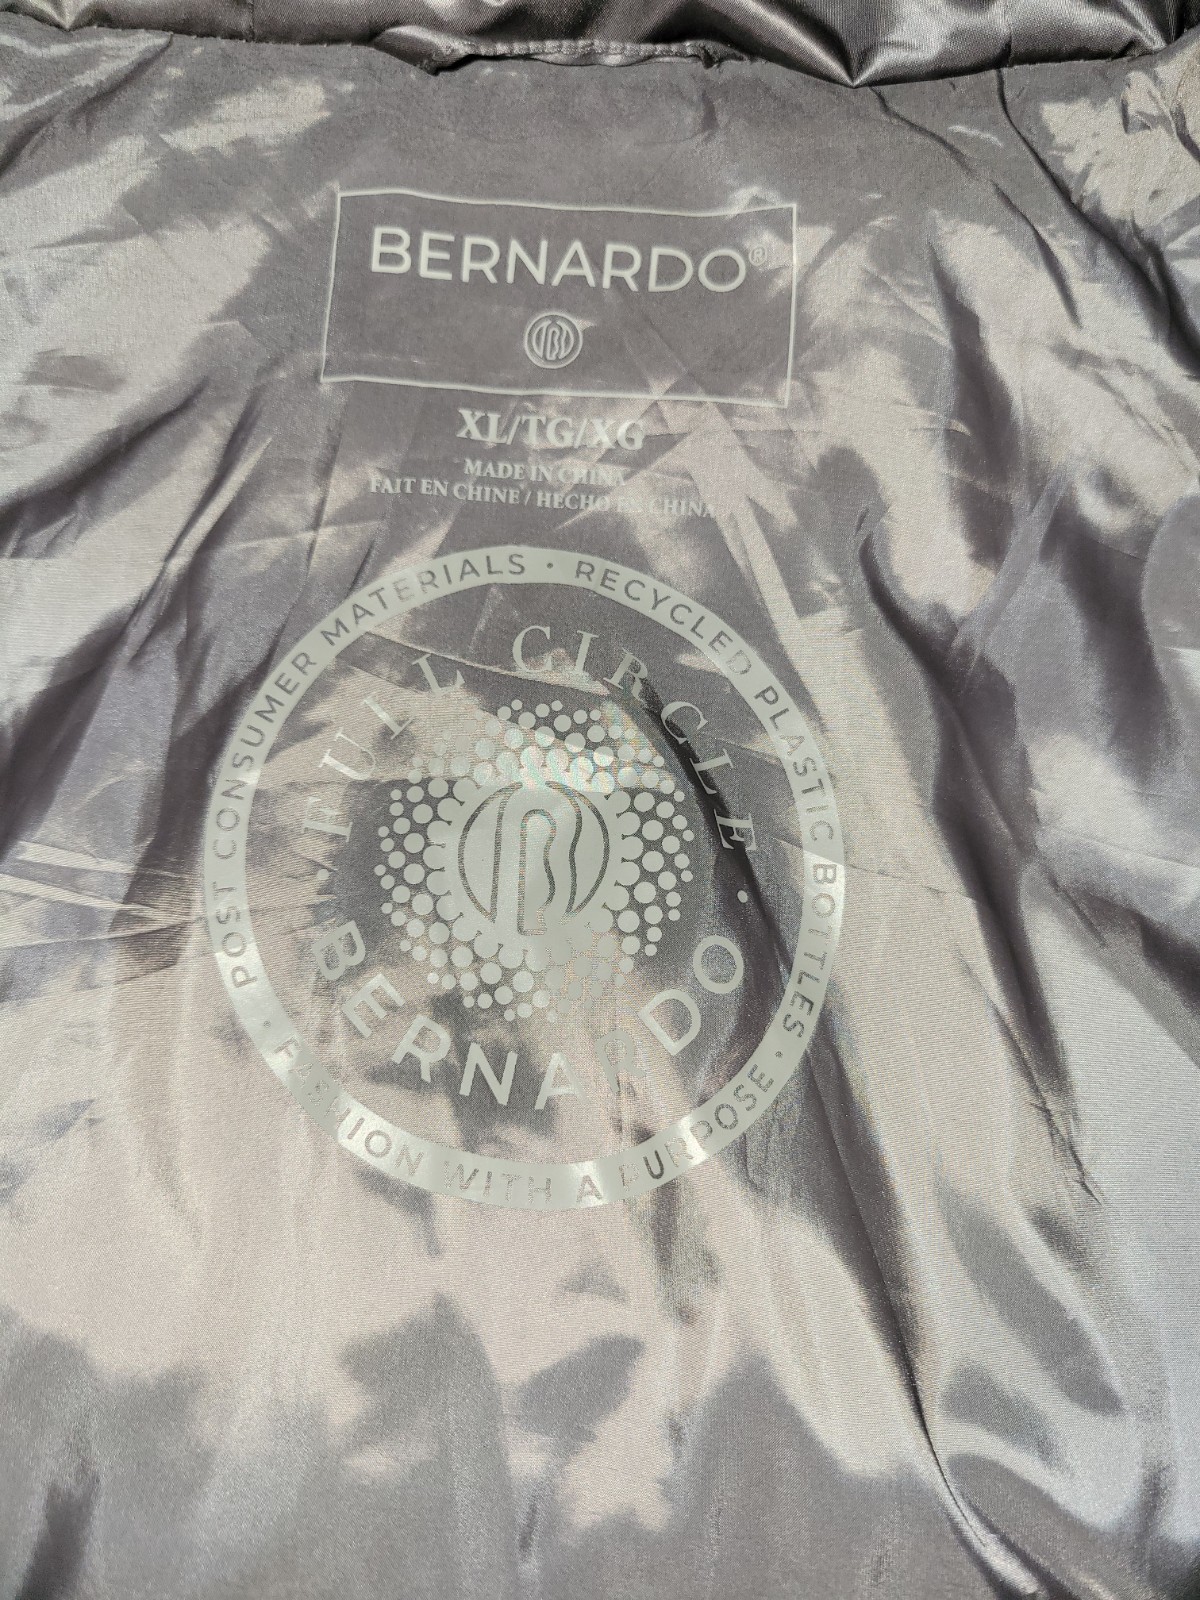 BERNARDO®
XL/TG/XG
MADE IN CHINA
FAIT EN CHINE / HECHO EN CHINA
POST CONSUMER MATERIALS · RECYCLED PLASTIC BOTTLES ·
FASHION WITH A PURPOSE ·
· FULL CIRCLE ·
BERNARDO